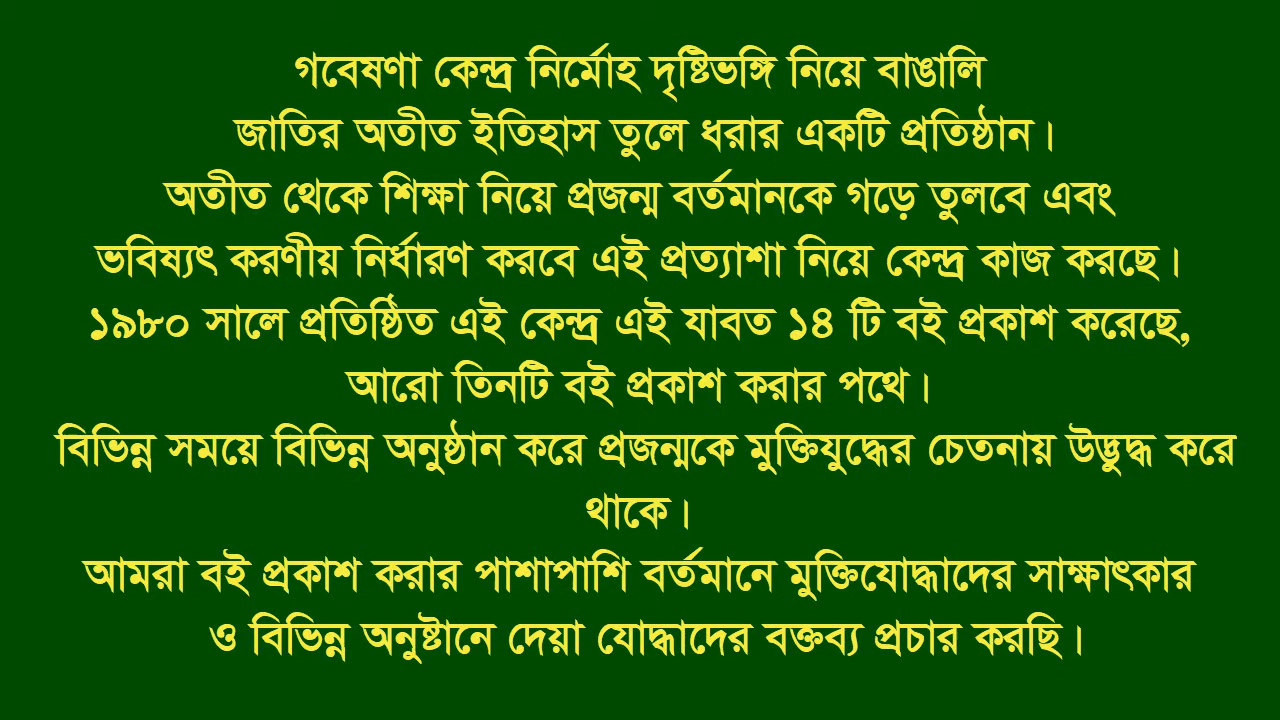 গবেষণা কেন্দ্র নির্মোহ দৃষ্টিভঙ্গি নিয়ে বাঙালি
জাতির অতীত ইতিহাস তুলে ধরার একটি প্রতিষ্ঠান।
অতীত থেকে শিক্ষা নিয়ে প্রজন্ম বর্তমানকে গড়ে তুলবে এবং
ভবিষ্যৎ করণীয় নির্ধারণ করবে এই প্রত্যাশা নিয়ে কেন্দ্র কাজ করছে।
১৯৮০ সালে প্রতিষ্ঠিত এই কেন্দ্র এই যাবত ১৪ টি বই প্রকাশ করেছে,
আরো তিনটি বই প্রকাশ করার পথে।
বিভিন্ন সময়ে বিভিন্ন অনুষ্ঠান করে প্রজন্মকে মুক্তিযুদ্ধের চেতনায় উদ্ভুদ্ধ করে
থাকে।
আমরা বই প্রকাশ করার পাশাপাশি বর্তমানে মুক্তিযোদ্ধাদের সাক্ষাৎকার
ও বিভিন্ন অনুষ্টানে দেয়া যোদ্ধাদের বক্তব্য প্রচার করছি।